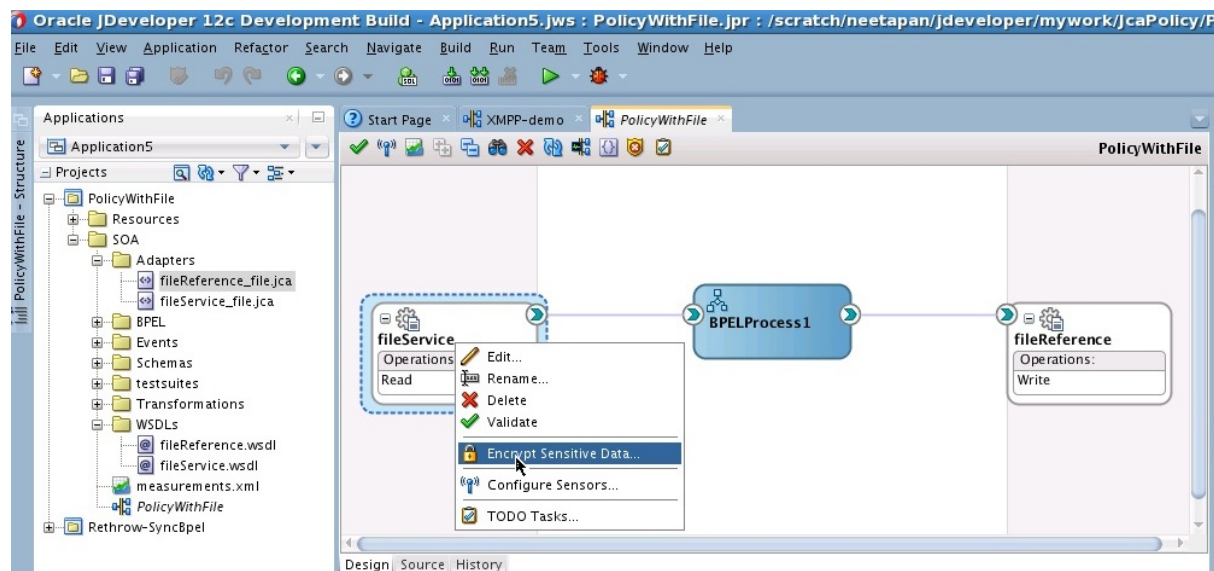 Oracle JDeveloper 12c Development Build - Application5.jws : PolicyWithFile.jpr : /scratch/neetapan/jdeveloper/mywork/JcaPolicy/P
File Edit View Application Refactor Search Navigate Build Run Team Tools Window Help
Applications
Start Page XMPP-demo PolicyWithFile
Application5
PolicyWithFile
Projects
PolicyWithFile
Resources
SOA
Adapters
fileReference_file.jca
fileService_file.jca
BPEL
Events
Schemas
testsuites
Transformations
WSDLs
fileReference.wsdl
fileService.wsdl
measurements.xml
PolicyWithFile
Rethrow-SyncBpel
PolicyWithFile - Structure
fileService
Operations
Read
Edit...
Rename...
Delete
Validate
Encrypt Sensitive Data...
Configure Sensors...
TODO Tasks...
BPELProcess1
fileReference
Operations:
Write
Design Source History